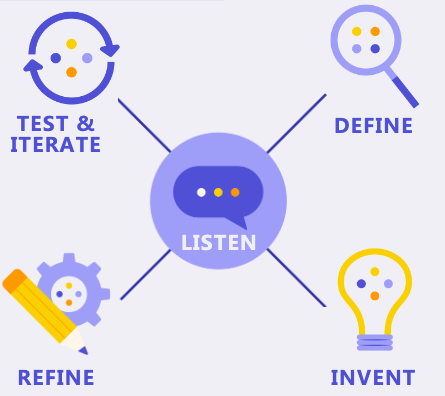 TEST &
ITERATE
DEFINE
LISTEN
REFINE
INVENT